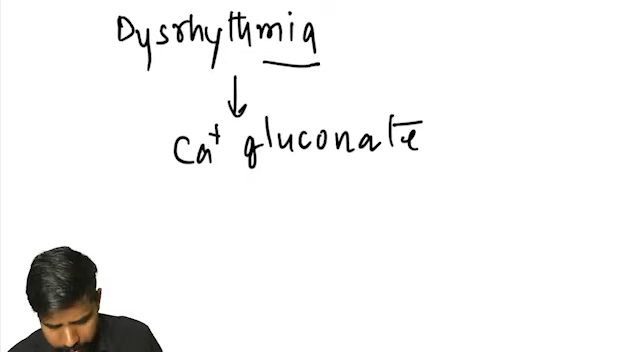 Dysrhythmia
↓
Ca⁺ gluconate